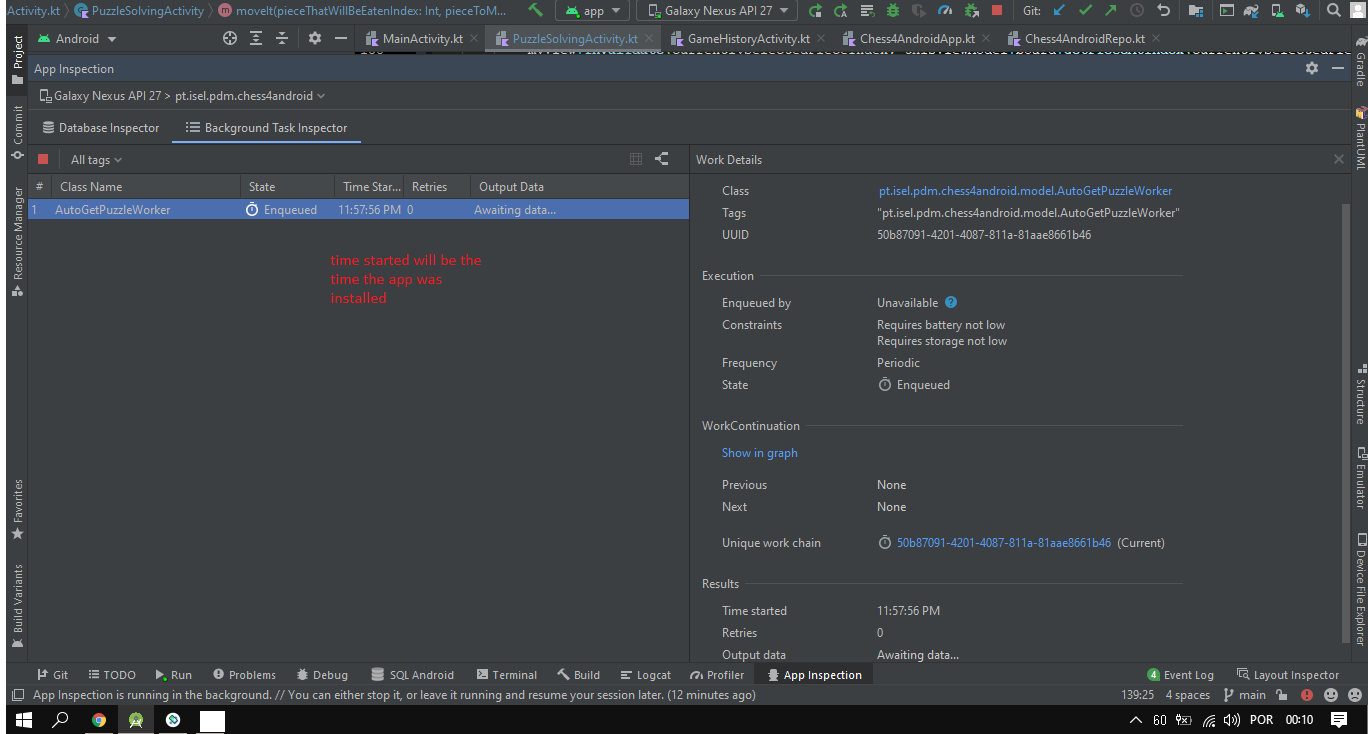 Activity.kt PuzzleSolvingActivity moveIt(pieceThatWillBeEatenIndex: Int, pieceToM... app Galaxy Nexus API 27 Git:
Project
Android MainActivity.kt PuzzleSolvingActivity.kt GameHistoryActivity.kt Chess4AndroidApp.kt Chess4AndroidRepo.kt
Gradle
App Inspection
Galaxy Nexus API 27 > pt.isel.pdm.chess4android
Commit
Database Inspector Background Task Inspector
PlantUML
All tags
# Class Name State Time Star... Retries Output Data
1 AutoGetPuzzleWorker Enqueued 11:57:56 PM 0 Awaiting data...
Resource Manager
time started will be the
time the app was
installed
Work Details
Class pt.isel.pdm.chess4android.model.AutoGetPuzzleWorker
Tags "pt.isel.pdm.chess4android.model.AutoGetPuzzleWorker"
UUID 50b87091-4201-4087-811a-81aae8661b46
Execution
Enqueued by Unavailable ?
Constraints Requires battery not low
Requires storage not low
Frequency Periodic
State Enqueued
WorkContinuation
Show in graph
Previous None
Next None
Unique work chain 50b87091-4201-4087-811a-81aae8661b46 (Current)
Results
Time started 11:57:56 PM
Retries 0
Output data Awaiting data...
Structure
Emulator
Device File Explorer
Favorites
Build Variants
Git TODO Run Problems Debug SQL Android Terminal Build Logcat Profiler App Inspection 4 Event Log Layout Inspector
App Inspection is running in the background. // You can either stop it, or leave it running and resume your session later. (12 minutes ago) 139:25 4 spaces main
60 POR 00:10